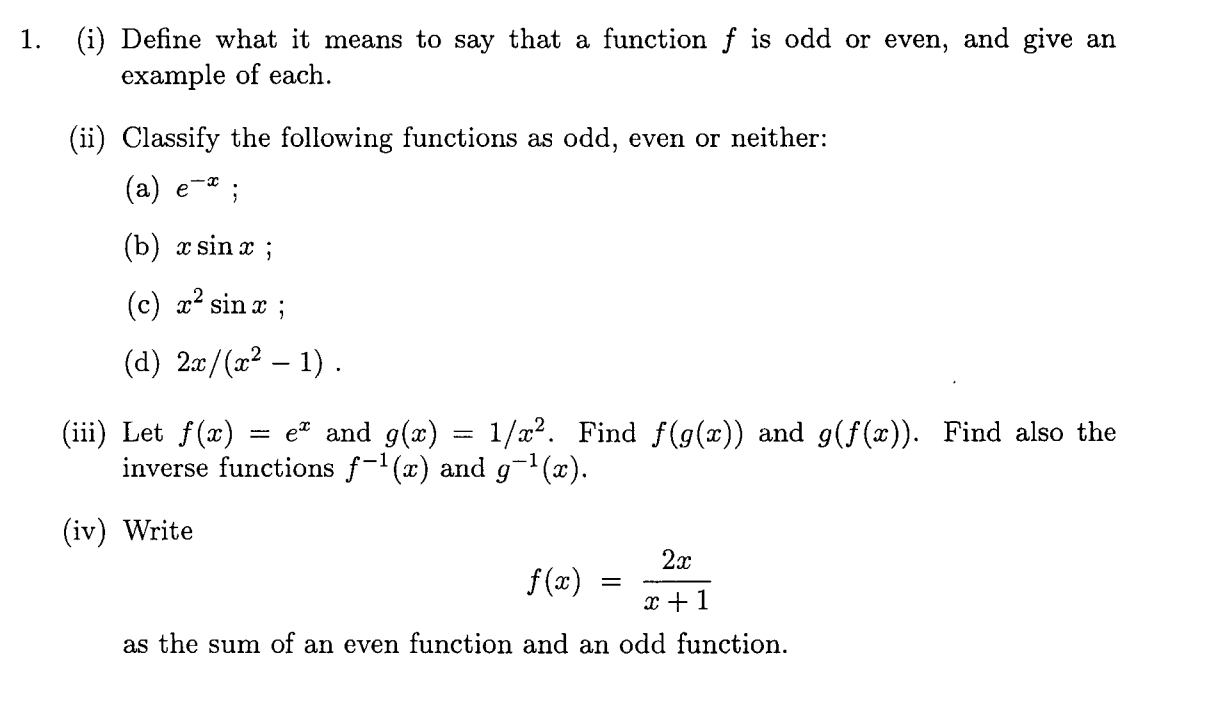 1. (i) Define what it means to say that a function f is odd or even, and give an
example of each.
(ii) Classify the following functions as odd, even or neither:
(a) e^{-x} ;
(b) x sin x ;
(c) x² sin x ;
(d) 2x/(x² − 1) .
(iii) Let f(x) = e^x and g(x) = 1/x². Find f(g(x)) and g(f(x)). Find also the
inverse functions f⁻¹(x) and g⁻¹(x).
(iv) Write
f(x) = \frac{2x}{x + 1}
as the sum of an even function and an odd function.